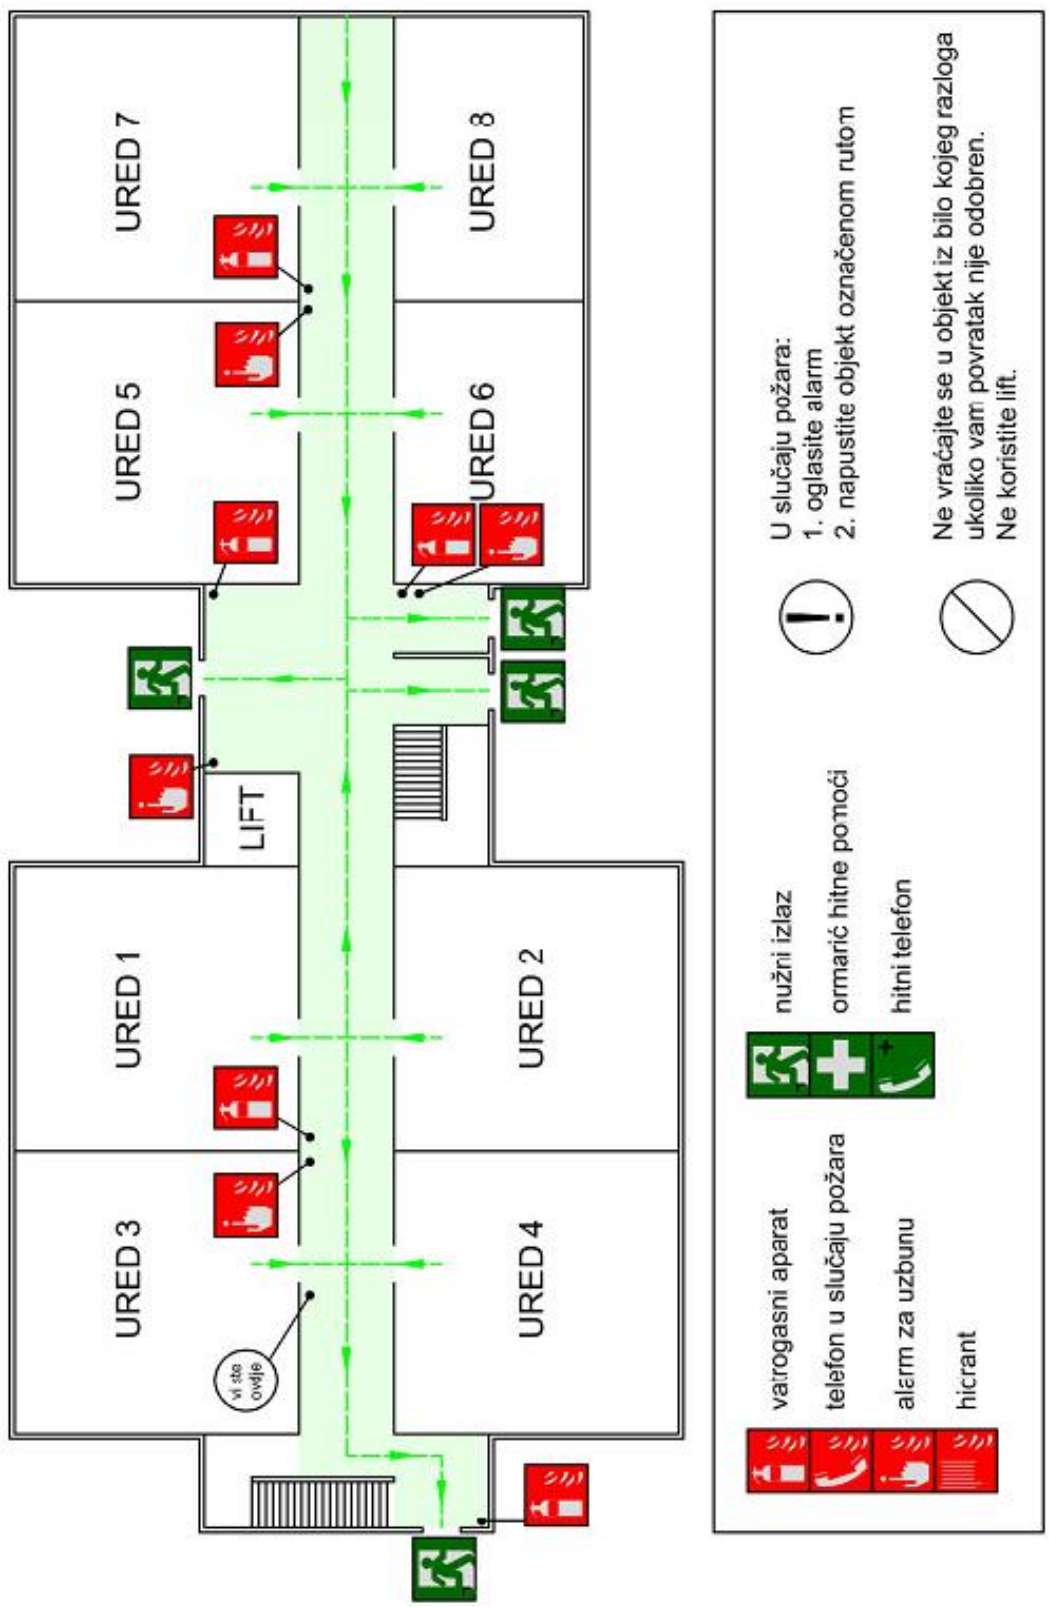 URED 3
URED 1
URED 5
URED 7
vi ste
ovdje
LIFT
URED 6
URED 8
URED 4
URED 2
vatrogasni aparat
telefon u slučaju požara
alarm za uzbunu
hidrant
nužni izlaz
ormarić hitne pomoći
hitni telefon
U slučaju požara:
1. oglasite alarm
2. napustite objekt označenom rutom
Ne vraćajte se u objekt iz bilo kojeg razloga
ukoliko vam povratak nije odobren.
Ne koristite lift.